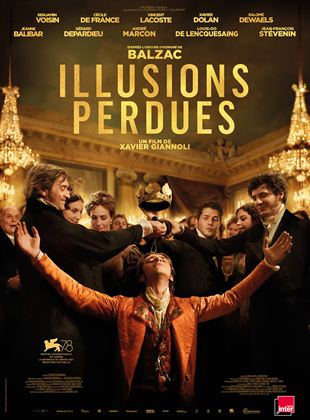 BENJAMIN VOISIN
CÉCILE DE FRANCE
VINCENT LACOSTE
XAVIER DOLAN
SALOMÉ DEWAELS
JEANNE BALIBAR
GÉRARD DEPARDIEU
ANDRÉ MARCON
LOUIS-DO DE LENCQUESAING
JEAN-FRANÇOIS STÉVENIN
D'APRÈS L'ŒUVRE D'HONORÉ DE
BALZAC
ILLUSIONS
PERDUES
UN FILM DE
XAVIER GIANNOLI
78
france
inter